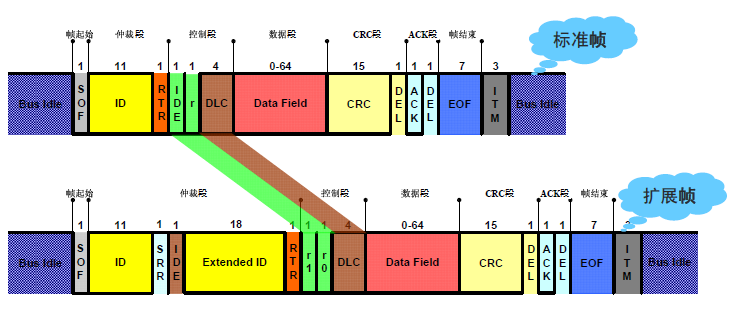 帧起始 仲裁段 控制段 数据段 CRC段 ACK段 帧结束
标准帧
1 11 1 1 1 4 0-64 15 1 1 1 7 3
Bus Idle SOF ID RTR IDE r DLC Data Field CRC DEL ACK DEL EOF ITM Bus Idle
扩展帧
帧起始 仲裁段 控制段 数据段 CRC段 ACK段 帧结束
1 11 1 1 18 1 1 1 4 0-64 15 1 1 1 7
Bus Idle SOF ID SRR IDE Extended ID RTR r1 r0 DLC Data Field CRC DEL ACK DEL EOF ITM Bus Idle